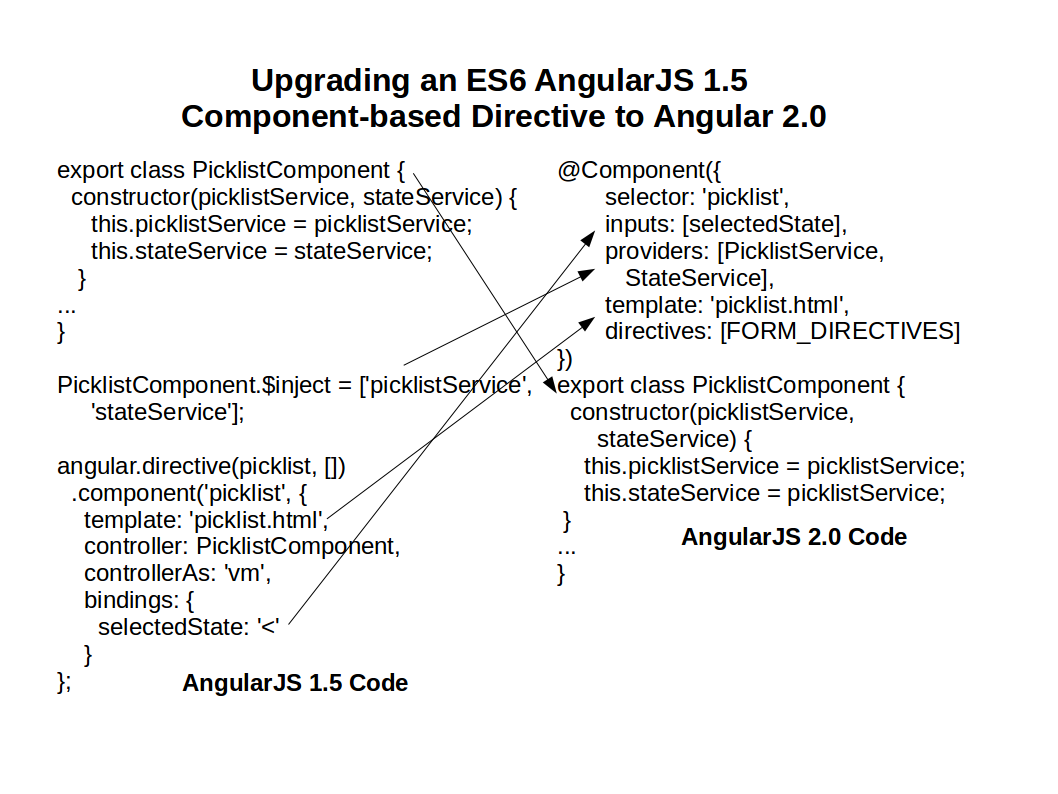 Upgrading an ES6 AngularJS 1.5
Component-based Directive to Angular 2.0
export class PicklistComponent {
constructor(picklistService, stateService) {
this.picklistService = picklistService;
this.stateService = stateService;
}
...
}
PicklistComponent.$inject = ['picklistService',
'stateService'];
angular.directive(picklist, [])
.component('picklist', {
template: 'picklist.html',
controller: PicklistComponent,
controllerAs: 'vm',
bindings: {
selectedState: '<'
}
};
AngularJS 1.5 Code
@Component({
selector: 'picklist',
inputs: [selectedState],
providers: [PicklistService,
StateService],
template: 'picklist.html',
directives: [FORM_DIRECTIVES]
})
export class PicklistComponent {
constructor(picklistService,
stateService) {
this.picklistService = picklistService;
this.stateService = picklistService;
}
...
}
AngularJS 2.0 Code